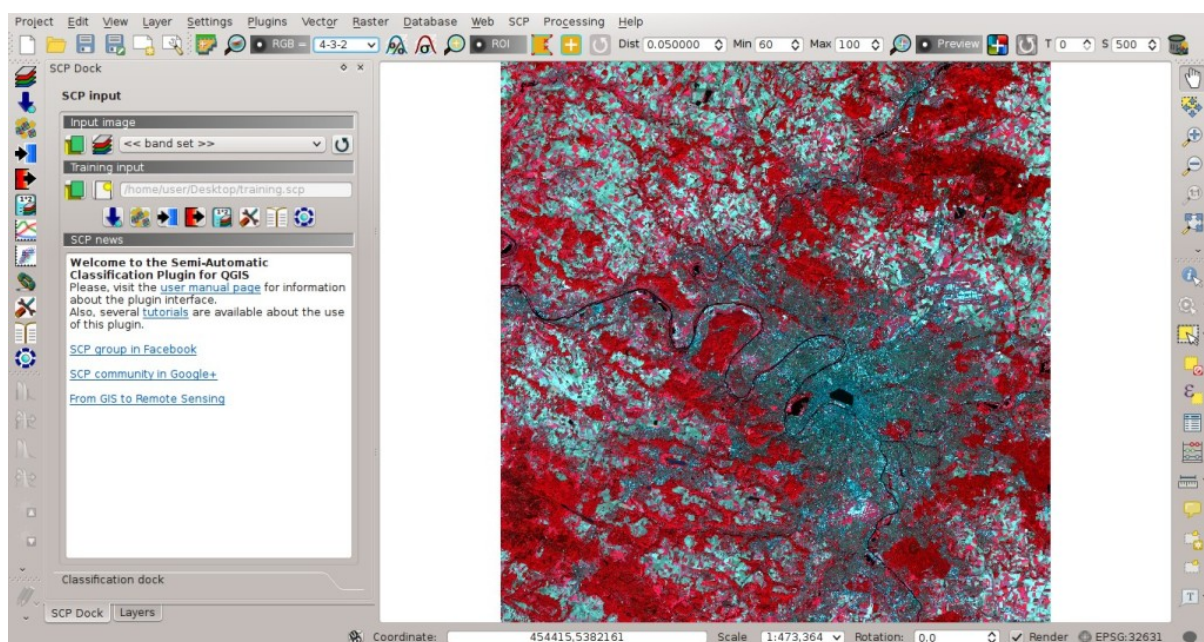 Project Edit View Layer Settings Plugins Vector Raster Database Web SCP Processing Help
RGB = 4-3-2 ROI Dist 0.050000 Min 60 Max 100 Preview T 0 S 500
SCP Dock
SCP input
Input image
<< band set >>
Training input
/home/user/Desktop/training.scp
SCP news
Welcome to the Semi-Automatic
Classification Plugin for QGIS
Please, visit the user manual page for information
about the plugin interface.
Also, several tutorials are available about the use
of this plugin.
SCP group in Facebook
SCP community in Google+
From GIS to Remote Sensing
Classification dock
SCP Dock Layers
Coordinate: 454415,5382161 Scale 1:473,364 Rotation: 0.0 Render EPSG:32631